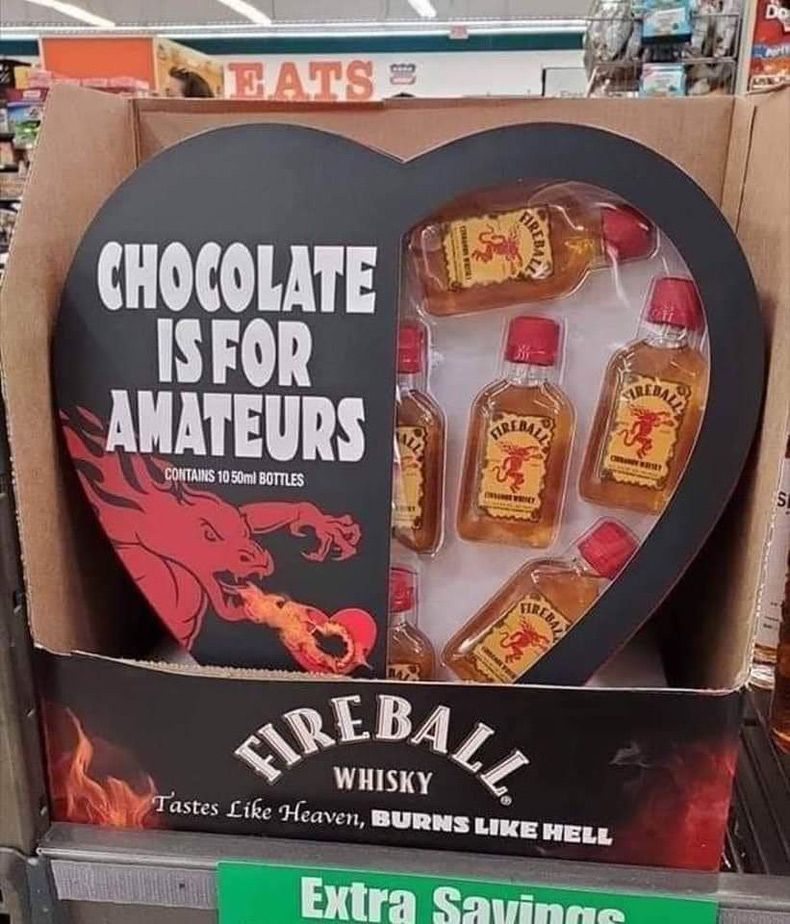 EATS
CHOCOLATE
IS FOR
AMATEURS
CONTAINS 10 50ml BOTTLES
FIREBALL
FIREBALL
FIREBALL
FIREBALL
FIREBALL
WHISKY
Tastes Like Heaven, BURNS LIKE HELL
Extra Savings